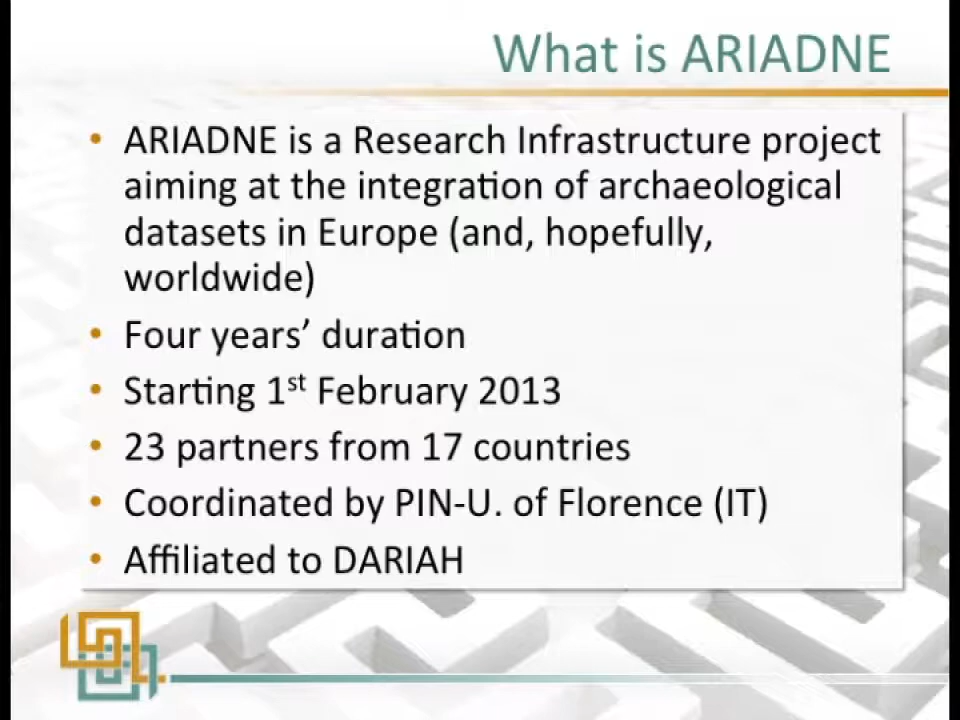 What is ARIADNE
• ARIADNE is a Research Infrastructure project
aiming at the integration of archaeological
datasets in Europe (and, hopefully,
worldwide)
• Four years’ duration
• Starting 1st February 2013
• 23 partners from 17 countries
• Coordinated by PIN-U. of Florence (IT)
• Affiliated to DARIAH